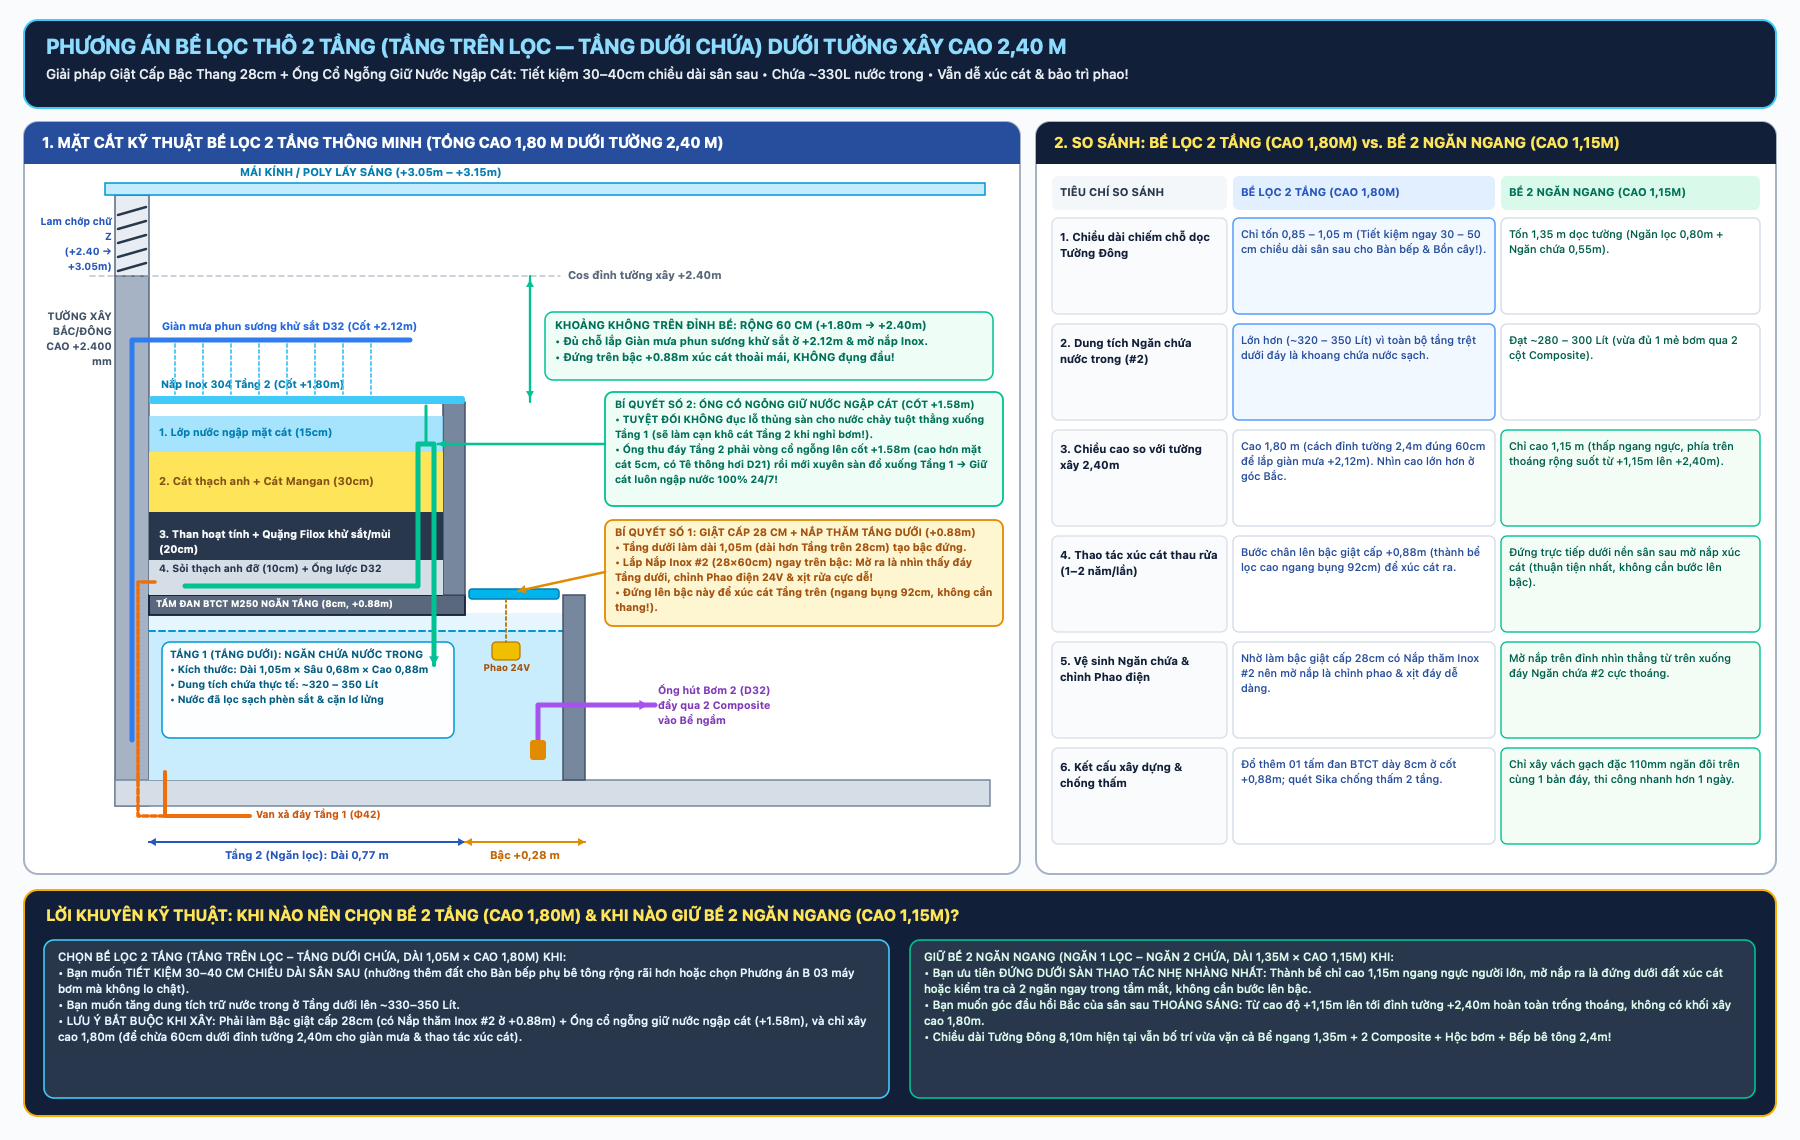 PHƯƠNG ÁN BỂ LỌC THÔ 2 TẦNG (TẦNG TRÊN LỌC — TẦNG DƯỚI CHỨA) DƯỚI TƯỜNG XÂY CAO 2,40 M
Giải pháp Giật Cấp Bậc Thang 28cm + Ống Cổ Ngỗng Giữ Nước Ngập Cát: Tiết kiệm 30–40cm chiều dài sân sau • Chứa ~330L nước trong • Vẫn dễ xúc cát & bảo trì phao!
1. MẶT CẮT KỸ THUẬT BỂ LỌC 2 TẦNG THÔNG MINH (TỔNG CAO 1,80 M DƯỚI TƯỜNG 2,40 M)
MÁI KÍNH / POLY LẤY SÁNG (+3.05m – +3.15m)
Lam chớp chữ
Z
(+2.40 →
+3.05m)
Cos đỉnh tường xây +2.40m
TƯỜNG XÂY
BẮC/ĐÔNG
CAO +2.400
mm
Giàn mưa phun sương khử sắt D32 (Cốt +2.12m)
KHOẢNG KHÔNG TRÊN ĐỈNH BỂ: RỘNG 60 CM (+1.80m → +2.40m)
• Đủ chỗ lắp Giàn mưa phun sương khử sắt ở +2.12m & mở nắp Inox.
• Đứng trên bậc +0.88m xúc cát thoải mái, KHÔNG đụng đầu!
Nắp Inox 304 Tầng 2 (Cốt +1.80m)
1. Lớp nước ngập mặt cát (15cm)
2. Cát thạch anh + Cát Mangan (30cm)
3. Than hoạt tính + Quặng Filox khử sắt/mùi
(20cm)
4. Sỏi thạch anh đỡ (10cm) + Ống lược D32
TẤM ĐAN BTCT M250 NGĂN TẦNG (8cm, +0.88m)
BÍ QUYẾT SỐ 2: ỐNG CỔ NGỖNG GIỮ NƯỚC NGẬP CÁT (CỐT +1.58m)
• TUYỆT ĐỐI KHÔNG đục lỗ thủng sàn cho nước chảy tuột thẳng xuống
Tầng 1 (sẽ làm cạn khô cát Tầng 2 khi nghỉ bơm!).
• Ống thu đáy Tầng 2 phải vòng cổ ngỗng lên cốt +1.58m (cao hơn mặt
cát 5cm, có Tê thông hơi D21) rồi mới xuyên sàn đổ xuống Tầng 1 → Giữ
cát luôn ngập nước 100% 24/7!
BÍ QUYẾT SỐ 1: GIẬT CẤP 28 CM + NẮP THĂM TẦNG DƯỚI (+0.88m)
• Tầng dưới làm dài 1,05m (dài hơn Tầng trên 28cm) tạo bậc đứng.
• Lắp Nắp Inox #2 (28×60cm) ngay trên bậc: Mở ra là nhìn thấy đáy
Tầng dưới, chỉnh Phao điện 24V & xịt rửa cực dễ!
• Đứng lên bậc này để xúc cát Tầng trên (ngang bụng 92cm, không cần
thang!).
TẦNG 1 (TẦNG DƯỚI): NGĂN CHỨA NƯỚC TRONG
• Kích thước: Dài 1,05m × Sâu 0,68m × Cao 0,88m
• Dung tích chứa thực tế: ~320 – 350 Lít
• Nước đã lọc sạch phèn sắt & cặn lơ lửng
Phao 24V
Ống hút Bơm 2 (D32)
đẩy qua 2 Composite
vào Bể ngầm
Van xả đáy Tầng 1 (Φ42)
Tầng 2 (Ngăn lọc): Dài 0,77 m
Bậc +0,28 m
2. SO SÁNH: BỂ LỌC 2 TẦNG (CAO 1,80M) vs. BỂ 2 NGĂN NGANG (CAO 1,15M)
TIÊU CHÍ SO SÁNH
BỂ LỌC 2 TẦNG (CAO 1,80M)
BỂ 2 NGĂN NGANG (CAO 1,15M)
1. Chiều dài chiếm chỗ dọc
Tường Đông
Chỉ tốn 0,85 – 1,05 m (Tiết kiệm ngay 30 – 50
cm chiều dài sân sau cho Bàn bếp & Bồn cây!).
Tốn 1,35 m dọc tường (Ngăn lọc 0,80m +
Ngăn chứa 0,55m).
2. Dung tích Ngăn chứa
nước trong (#2)
Lớn hơn (~320 – 350 Lít) vì toàn bộ tầng trệt
dưới đáy là khoang chứa nước sạch.
Đạt ~280 – 300 Lít (vừa đủ 1 mẻ bơm qua 2
cột Composite).
3. Chiều cao so với tường
xây 2,40m
Cao 1,80 m (cách đỉnh tường 2,4m đúng 60cm
để lắp giàn mưa +2,12m). Nhìn cao lớn hơn ở
góc Bắc.
Chỉ cao 1,15 m (thấp ngang ngực, phía trên
thoáng rộng suốt từ +1,15m lên +2,40m).
4. Thao tác xúc cát thau rửa
(1–2 năm/lần)
Bước chân lên bậc giật cấp +0,88m (thành bể
lọc cao ngang bụng 92cm) để xúc cát ra.
Đứng trực tiếp dưới nền sân sau mở nắp xúc
cát (thuận tiện nhất, không cần bước lên
bậc).
5. Vệ sinh Ngăn chứa &
chỉnh Phao điện
Nhờ làm bậc giật cấp 28cm có Nắp thăm Inox
#2 nên mở nắp là chỉnh phao & xịt đáy dễ
dàng.
Mở nắp trên đỉnh nhìn thẳng từ trên xuống
đáy Ngăn chứa #2 cực thoáng.
6. Kết cấu xây dựng &
chống thấm
Đổ thêm 01 tấm đan BTCT dày 8cm ở cốt
+0,88m; quét Sika chống thấm 2 tầng.
Chỉ xây vách gạch đặc 110mm ngăn đôi trên
cùng 1 bản đáy, thi công nhanh hơn 1 ngày.
LỜI KHUYÊN KỸ THUẬT: KHI NÀO NÊN CHỌN BỂ 2 TẦNG (CAO 1,80M) & KHI NÀO GIỮ BỂ 2 NGĂN NGANG (CAO 1,15M)?
CHỌN BỂ LỌC 2 TẦNG (TẦNG TRÊN LỌC – TẦNG DƯỚI CHỨA, DÀI 1,05M × CAO 1,80M) KHI:
• Bạn muốn TIẾT KIỆM 30–40 CM CHIỀU DÀI SÂN SAU (nhường thêm đất cho Bàn bếp phụ bê tông rộng rãi hơn hoặc chọn Phương án B 03 máy
bơm mà không lo chật).
• Bạn muốn tăng dung tích trữ nước trong ở Tầng dưới lên ~330–350 Lít.
• LƯU Ý BẮT BUỘC KHI XÂY: Phải làm Bậc giật cấp 28cm (có Nắp thăm Inox #2 ở +0.88m) + Ống cổ ngỗng giữ nước ngập cát (+1.58m), và chỉ xây
cao 1,80m (để chừa 60cm dưới đỉnh tường 2,40m cho giàn mưa & thao tác xúc cát).
GIỮ BỂ 2 NGĂN NGANG (NGĂN 1 LỌC – NGĂN 2 CHỨA, DÀI 1,35M × CAO 1,15M) KHI:
• Bạn ưu tiên ĐỨNG DƯỚI SÀN THAO TÁC NHẸ NHÀNG NHẤT: Thành bể chỉ cao 1,15m ngang ngực người lớn, mở nắp ra là đứng dưới đất xúc cát
hoặc kiểm tra cả 2 ngăn ngay trong tầm mắt, không cần bước lên bậc.
• Bạn muốn góc đầu hồi Bắc của sân sau THOÁNG SÁNG: Từ cao độ +1,15m lên tới đỉnh tường +2,40m hoàn toàn trống thoáng, không có khối xây
cao 1,80m.
• Chiều dài Tường Đông 8,10m hiện tại vẫn bố trí vừa vặn cả Bể ngang 1,35m + 2 Composite + Hộc bơm + Bếp bê tông 2,4m!